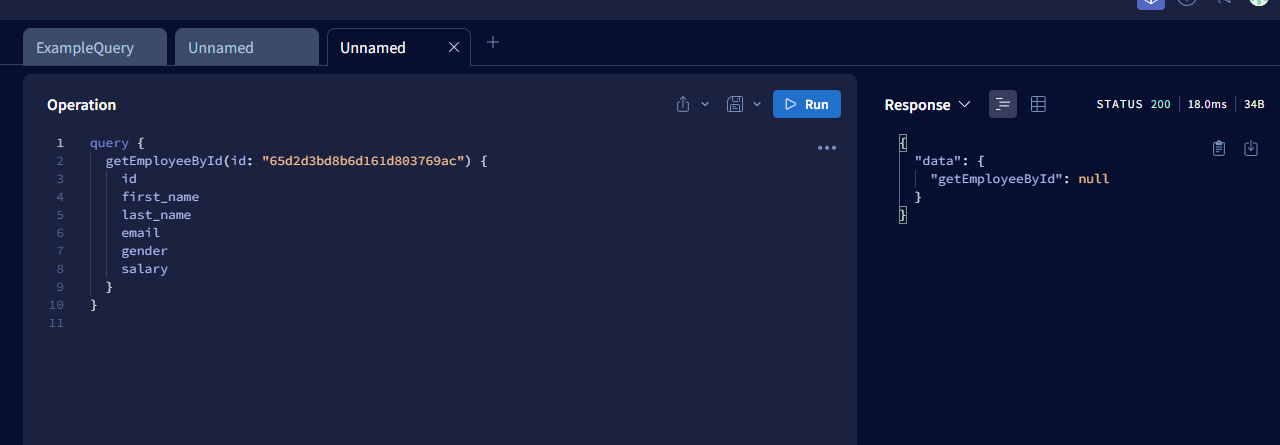 ExampleQuery
Unnamed
Unnamed
Operation
Run
1 query {
2 getEmployeeById(id: "65d2d3bd8b6d161d803769ac") {
3 id
4 first_name
5 last_name
6 email
7 gender
8 salary
9 }
10 }
11
Response
STATUS 200
18.0ms
34B
{
"data": {
"getEmployeeById": null
}
}